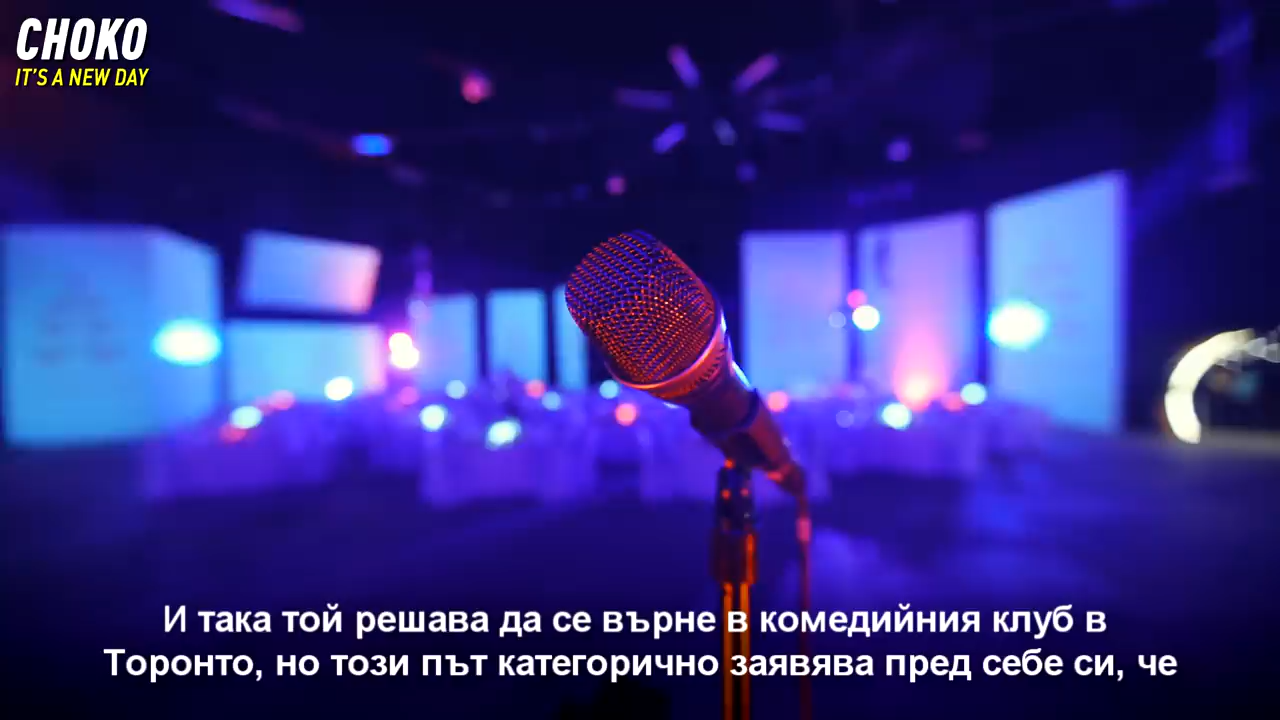 CHOKO
IT'S A NEW DAY
И така той решава да се върне в комедийния клуб в
Торонто, но този път категорично заявява пред себе си, че